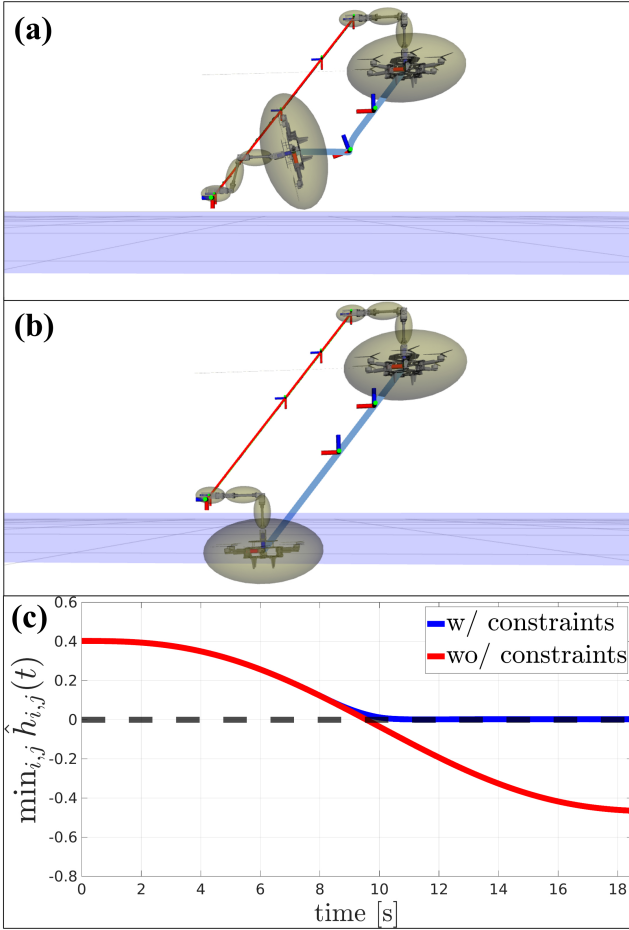 (a)
(b)
(c)
0.6
0.4
0.2
0
-0.2
-0.4
-0.6
-0.8
min_{i,j} ĥ_{i,j}(t)
w/ constraints
wo/ constraints
0 2 4 6 8 10 12 14 16 18
time [s]